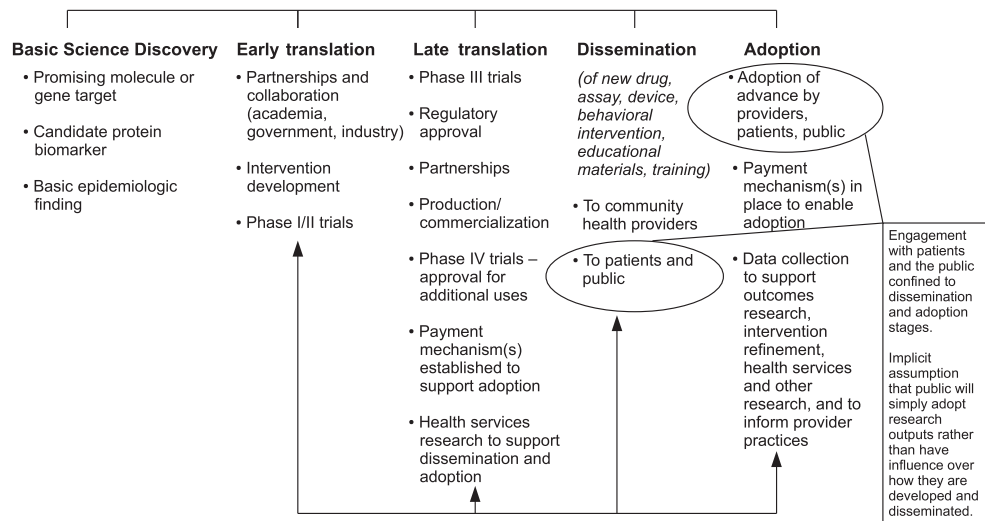 Basic Science Discovery
• Promising molecule or
gene target
• Candidate protein
biomarker
• Basic epidemiologic
finding
Early translation
• Partnerships and
collaboration
(academia,
government, industry)
• Intervention
development
• Phase I/II trials
Late translation
• Phase III trials
• Regulatory
approval
• Partnerships
• Production/
commercialization
• Phase IV trials –
approval for
additional uses
• Payment
mechanism(s)
established to
support adoption
• Health services
research to support
dissemination and
adoption
Dissemination
(of new drug,
assay, device,
behavioral
intervention,
educational
materials, training)
• To community
health providers
• To patients and
public
Adoption
• Adoption of
advance by
providers,
patients, public
• Payment
mechanism(s) in
place to enable
adoption
• Data collection
to support
outcomes
research,
intervention
refinement,
health services
and other
research, and to
inform provider
practices
Engagement
with patients
and the public
confined to
dissemination
and adoption
stages.
Implicit
assumption
that public will
simply adopt
research
outputs rather
than have
influence over
how they are
developed and
disseminated.